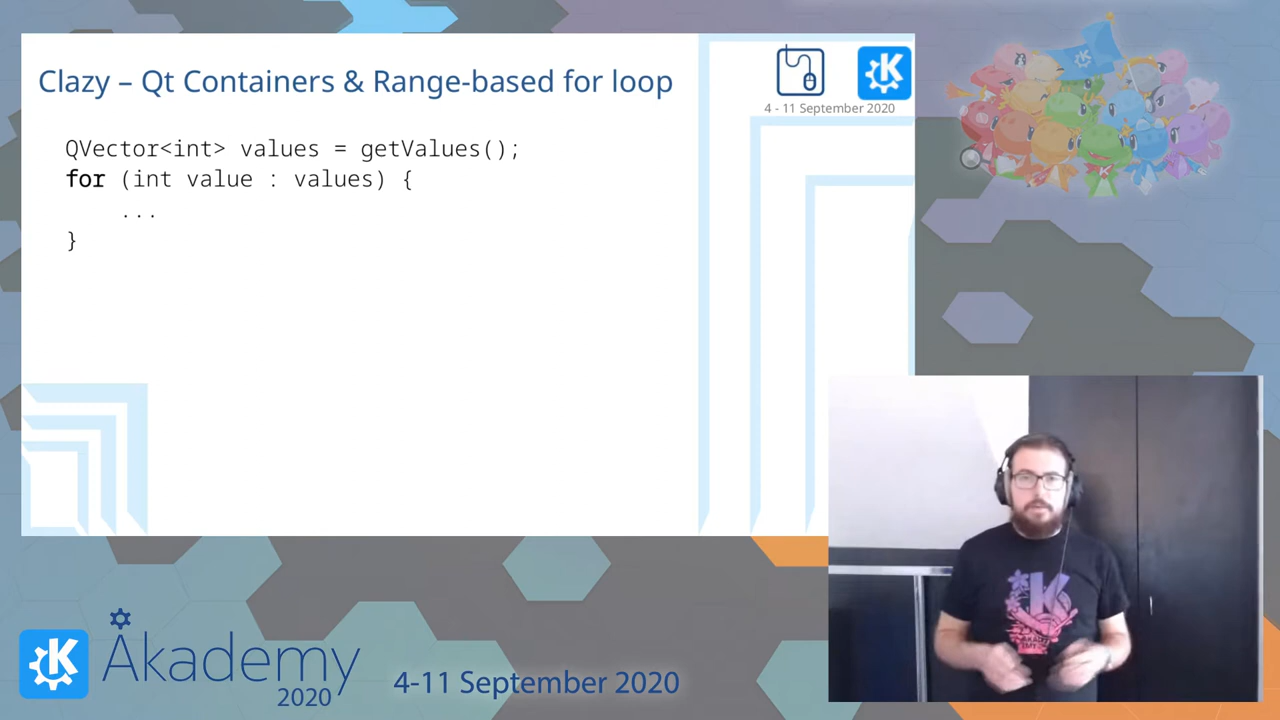 Clazy – Qt Containers & Range-based for loop
4 - 11 September 2020
QVector<int> values = getValues();
for (int value : values) {
...
}
K
K
Akademy
2020
4-11 September 2020